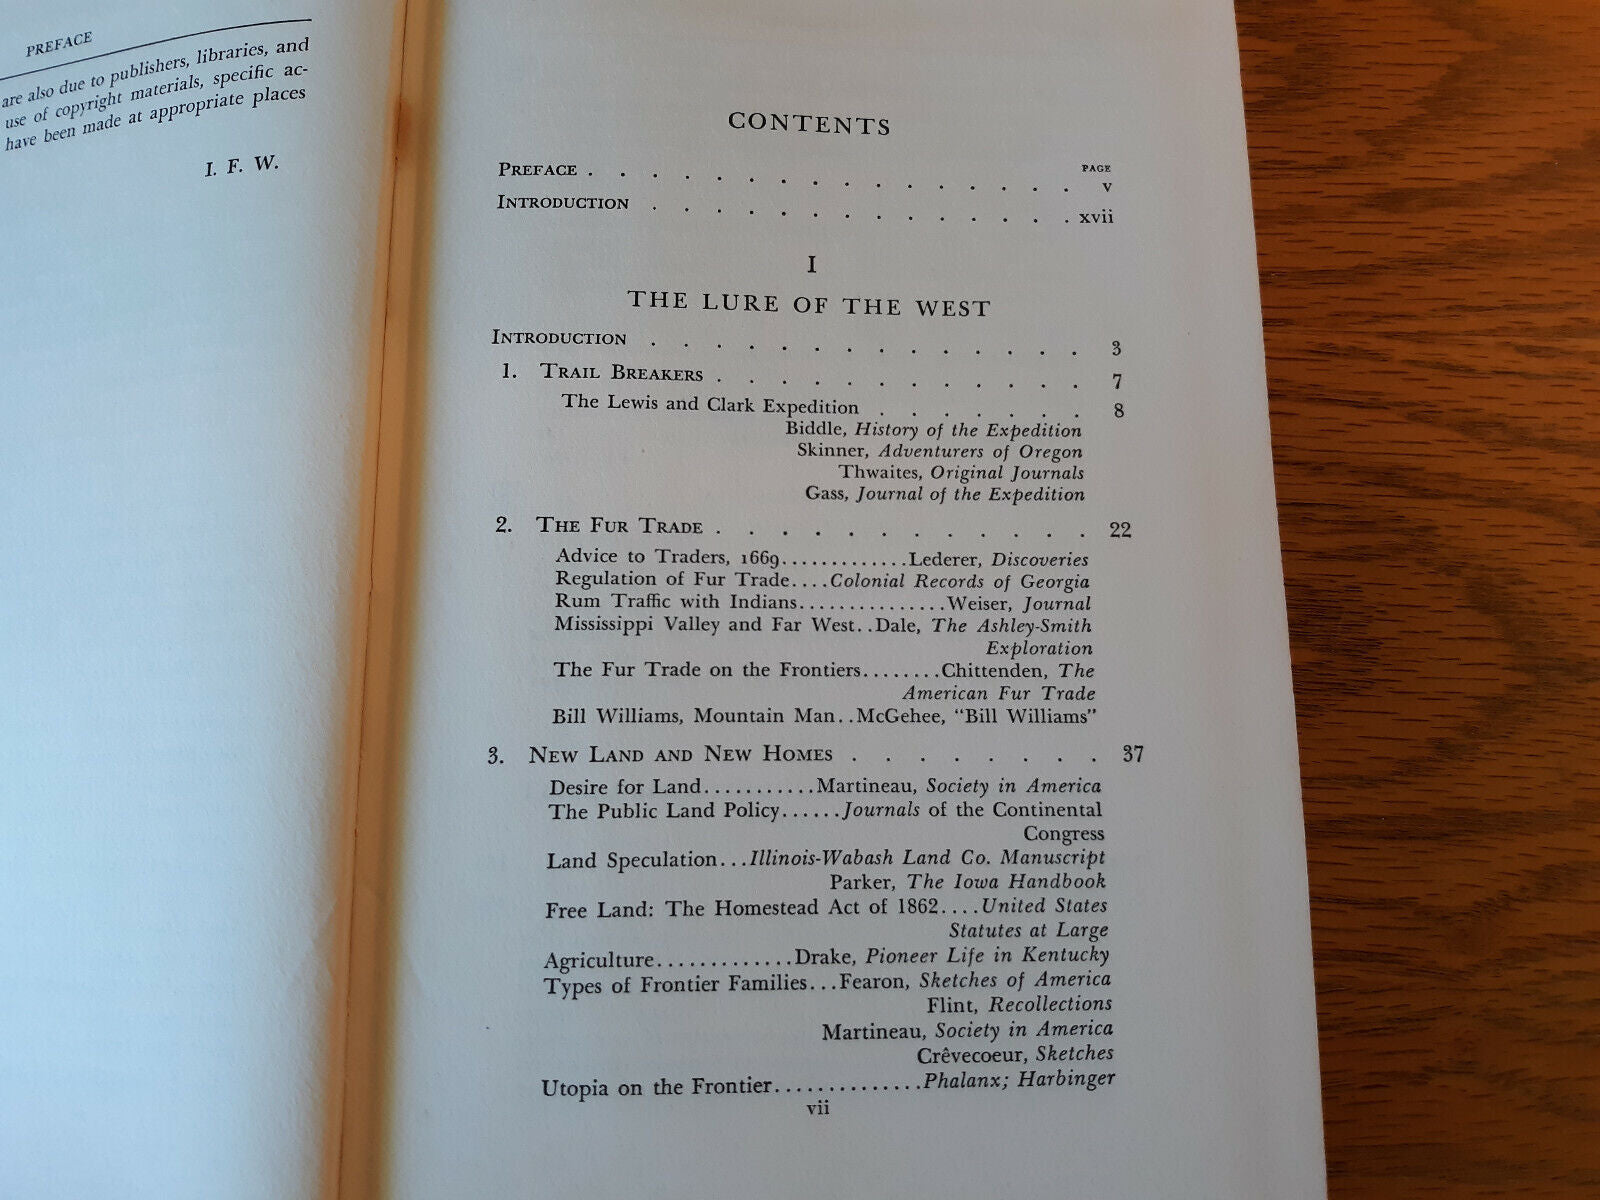 PREFACE
are also due to publishers, libraries, and
use of copyright materials, specific ac-
have been made at appropriate places
I. F. W.
CONTENTS
PAGE
PREFACE . . . . . . . . . . . . . . . . v
INTRODUCTION . . . . . . . . . . . . . . xvii
I
THE LURE OF THE WEST
INTRODUCTION . . . . . . . . . . . . . . 3
1. TRAIL BREAKERS . . . . . . . . . . . . 7
The Lewis and Clark Expedition . . . . . . . 8
Biddle, History of the Expedition
Skinner, Adventurers of Oregon
Thwaites, Original Journals
Gass, Journal of the Expedition
2. THE FUR TRADE . . . . . . . . . . . . 22
Advice to Traders, 1669.............Lederer, Discoveries
Regulation of Fur Trade....Colonial Records of Georgia
Rum Traffic with Indians...............Weiser, Journal
Mississippi Valley and Far West..Dale, The Ashley-Smith
Exploration
The Fur Trade on the Frontiers........Chittenden, The
American Fur Trade
Bill Williams, Mountain Man..McGehee, "Bill Williams"
3. NEW LAND AND NEW HOMES . . . . . . . . 37
Desire for Land...........Martineau, Society in America
The Public Land Policy......Journals of the Continental
Congress
Land Speculation...Illinois-Wabash Land Co. Manuscript
Parker, The Iowa Handbook
Free Land: The Homestead Act of 1862....United States
Statutes at Large
Agriculture.............Drake, Pioneer Life in Kentucky
Types of Frontier Families...Fearon, Sketches of America
Flint, Recollections
Martineau, Society in America
Crêvecoeur, Sketches
Utopia on the Frontier..............Phalanx; Harbinger
vii